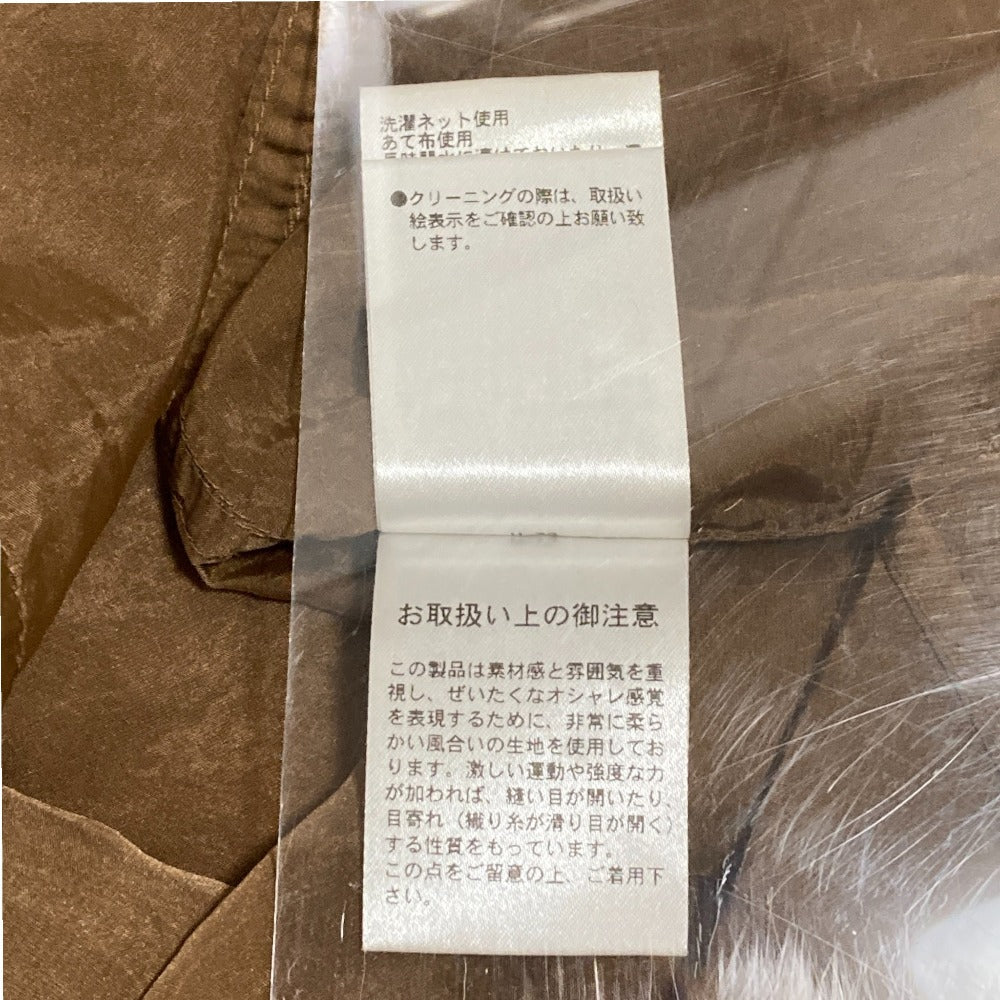 洗濯ネット使用
あて布使用
●クリーニングの際は、取扱い
絵表示をご確認の上お願い致
します。
お取扱い上の御注意
この製品は素材感と雰囲気を重
視し、ぜいたくなオシャレ感覚
を表現するために、非常に柔ら
かい風合いの生地を使用してお
ります。激しい運動や強度な力
が加われば、縫い目が開いたり、
目寄れ（織り糸が滑り目が開く）
する性質をもっています。
この点をご留意の上、ご着用下
さい。